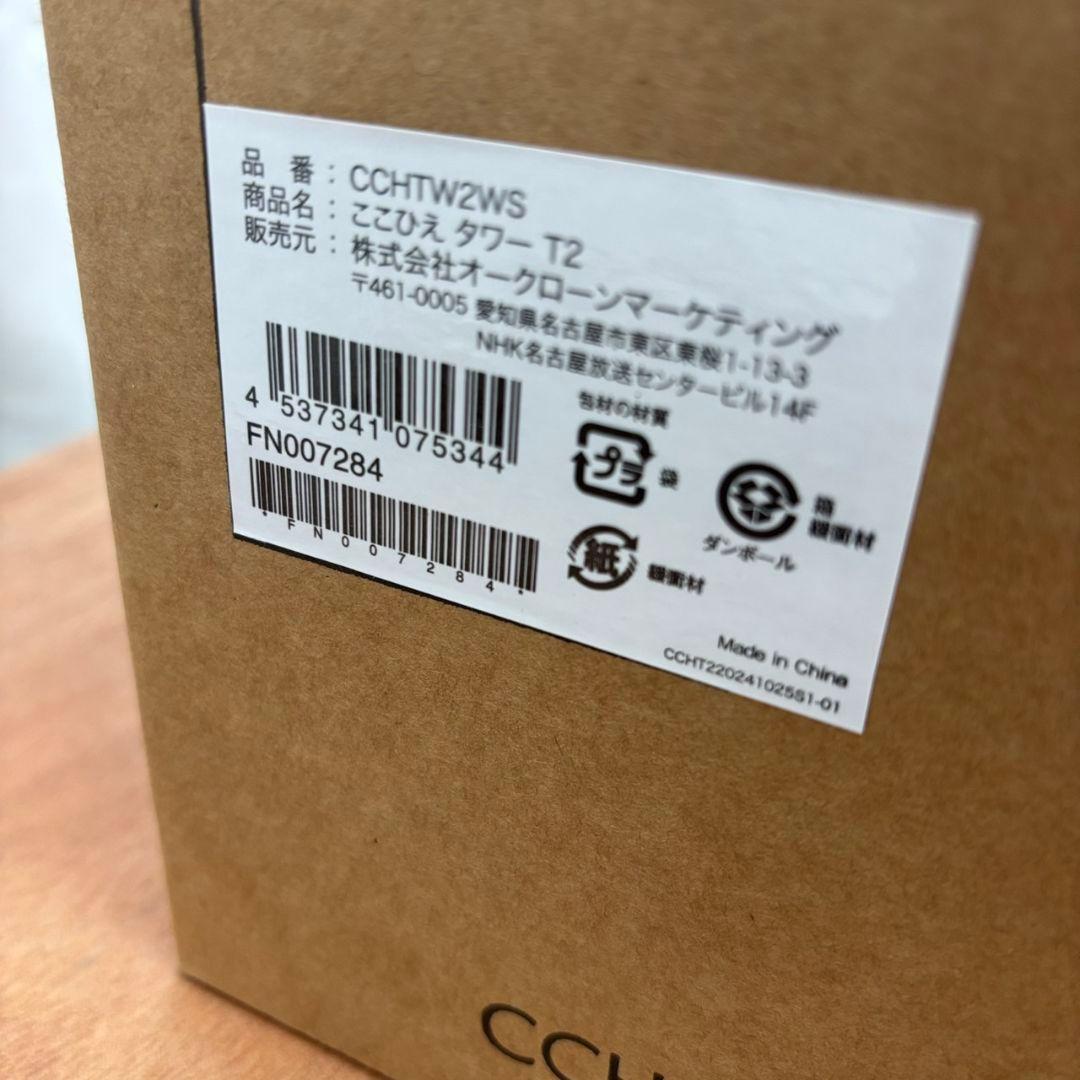 品番：CCHTW2WS
商品名：ここひえ タワー T2
販売元：株式会社オークローンマーケティング
〒461-0005 愛知県名古屋市東区東桜1-13-3
NHK名古屋放送センタービル14F
4 537341 075344
FN007284
*FN007284*
包材の材質
プラ 袋
ダンボール 箱 緩衝材
紙 緩衝材
Made in China
CCHT220241025S1-01
CCH